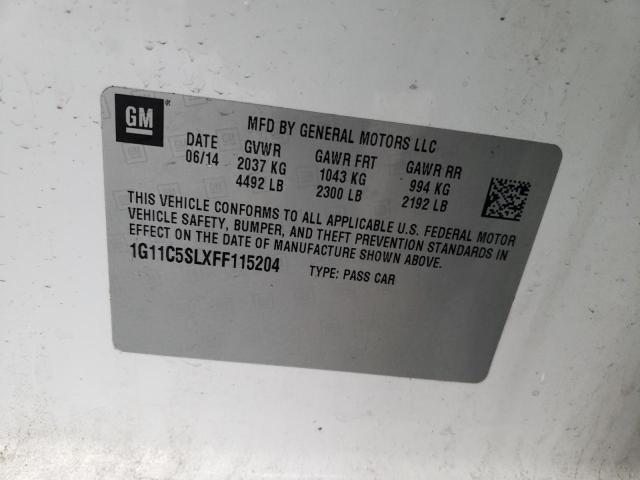 GM
MFD BY GENERAL MOTORS LLC
DATE GVWR GAWR FRT GAWR RR
06/14 2037 KG 1043 KG 994 KG
4492 LB 2300 LB 2192 LB
THIS VEHICLE CONFORMS TO ALL APPLICABLE U.S. FEDERAL MOTOR
VEHICLE SAFETY, BUMPER, AND THEFT PREVENTION STANDARDS IN
EFFECT ON THE DATE OF MANUFACTURE SHOWN ABOVE.
1G11C5SLXFF115204 TYPE: PASS CAR